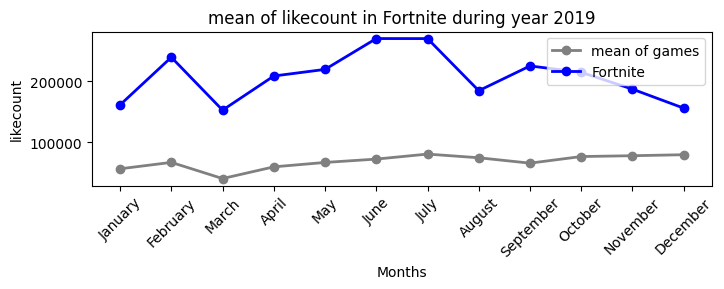 mean of likecount in Fortnite during year 2019
mean of games
Fortnite
likecount
200000
100000
January
February
March
April
May
June
July
August
September
October
November
December
Months